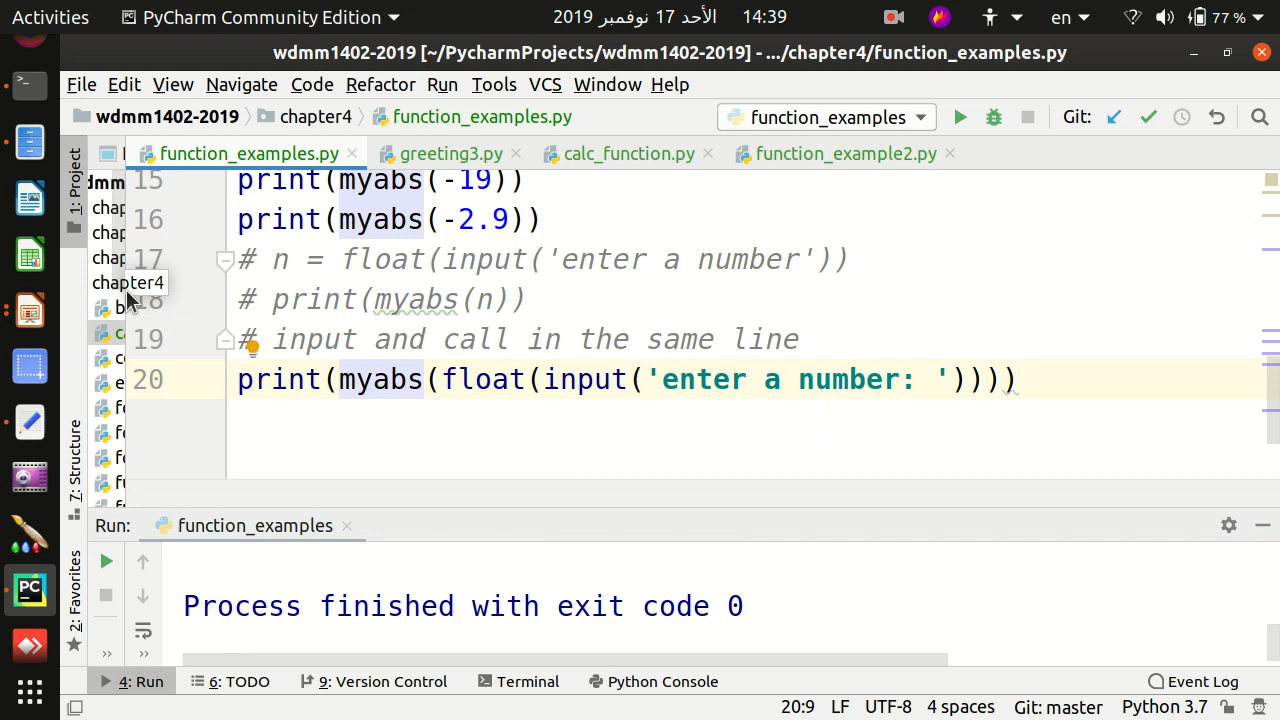 Activities PyCharm Community Edition 14:39 الأحد 17 نوفمبر 2019 en 77 %
wdmm1402-2019 [~/PycharmProjects/wdmm1402-2019] - .../chapter4/function_examples.py
File Edit View Navigate Code Refactor Run Tools VCS Window Help
wdmm1402-2019 chapter4 function_examples.py function_examples Git:
function_examples.py greeting3.py calc_function.py function_example2.py
1: Project
7: Structure
2: Favorites
chapter4
15 print(myabs(-19))
16 print(myabs(-2.9))
17 # n = float(input('enter a number'))
18 # print(myabs(n))
19 # input and call in the same line
20 print(myabs(float(input('enter a number: '))))
Run: function_examples
Process finished with exit code 0
4: Run 6: TODO 9: Version Control Terminal Python Console Event Log
20:9 LF UTF-8 4 spaces Git: master Python 3.7